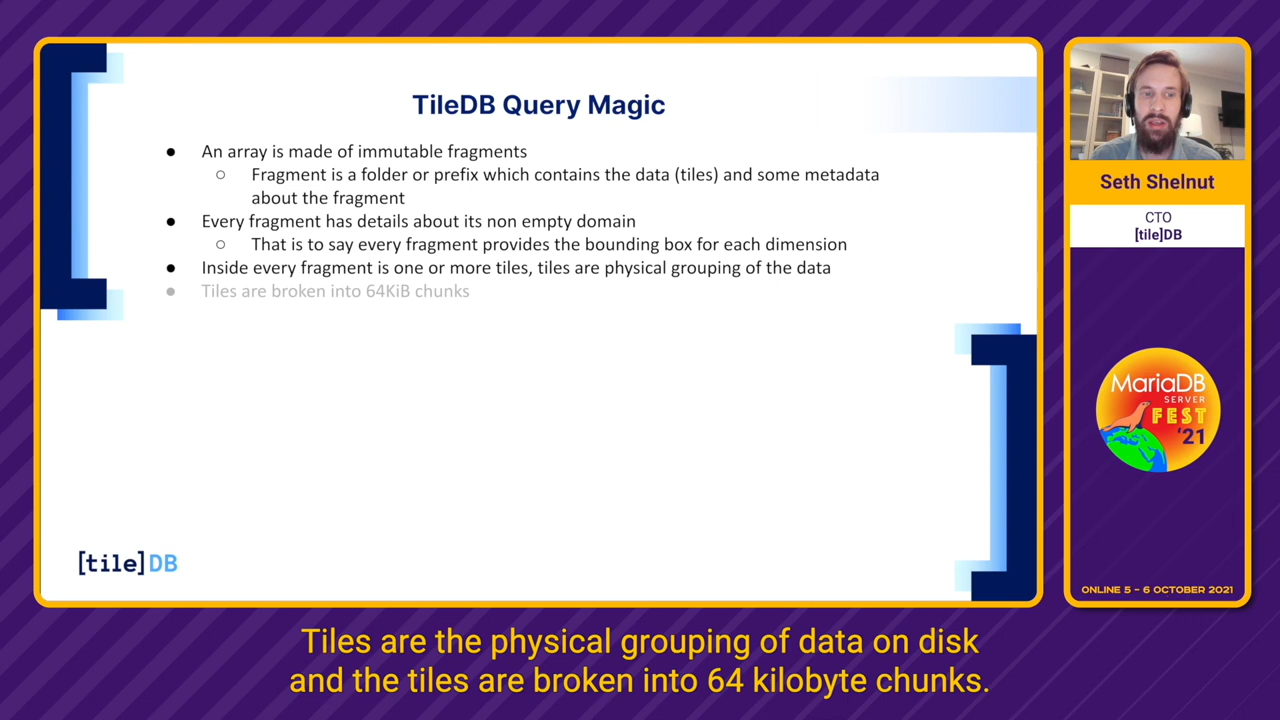 TileDB Query Magic
● An array is made of immutable fragments
○ Fragment is a folder or prefix which contains the data (tiles) and some metadata
about the fragment
● Every fragment has details about its non empty domain
○ That is to say every fragment provides the bounding box for each dimension
● Inside every fragment is one or more tiles, tiles are physical grouping of the data
● Tiles are broken into 64KiB chunks
[tile]DB
Seth Shelnut
CTO
[tile]DB
MariaDB
SERVER
FEST
'21
ONLINE 5 – 6 OCTOBER 2021
Tiles are the physical grouping of data on disk
and the tiles are broken into 64 kilobyte chunks.